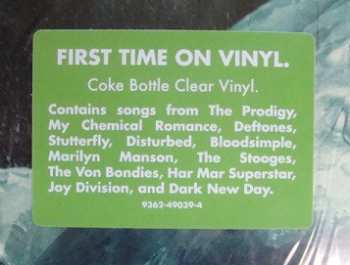 FIRST TIME ON VINYL.
Coke Bottle Clear Vinyl.
Contains songs from The Prodigy,
My Chemical Romance, Deftones,
Stutterfly, Disturbed, Bloodsimple,
Marilyn Manson, The Stooges,
The Von Bondies, Har Mar Superstar,
Joy Division, and Dark New Day.
9362-49039-4